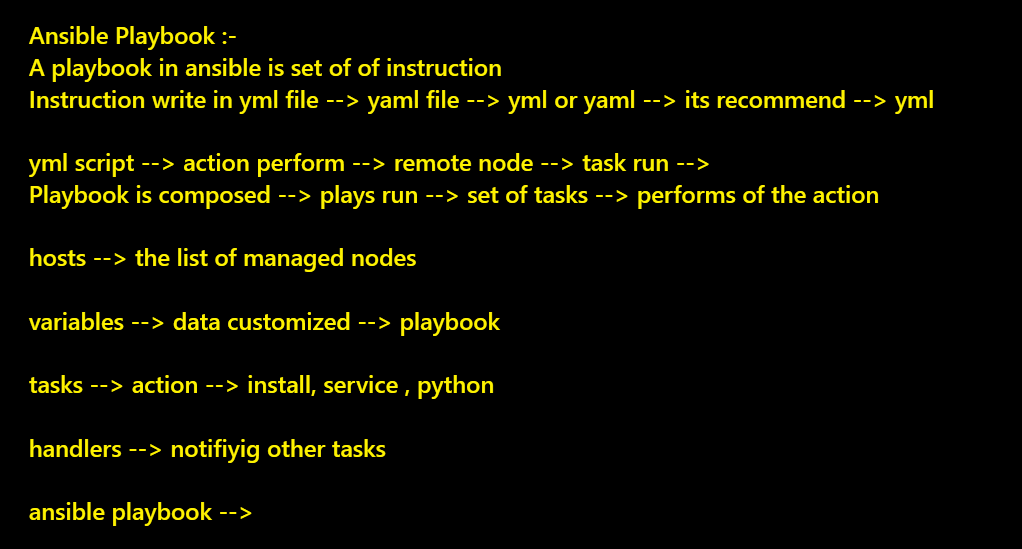 Ansible Playbook :-
A playbook in ansible is set of of instruction
Instruction write in yml file --> yaml file --> yml or yaml --> its recommend --> yml
yml script --> action perform --> remote node --> task run -->
Playbook is composed --> plays run --> set of tasks --> performs of the action
hosts --> the list of managed nodes
variables --> data customized --> playbook
tasks --> action --> install, service , python
handlers --> notifiyig other tasks
ansible playbook -->